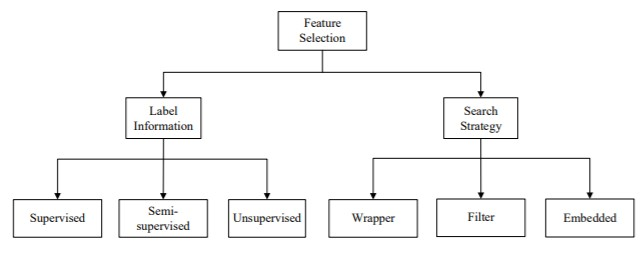 Feature
Selection
Label
Information
Search
Strategy
Supervised
Semi-
supervised
Unsupervised
Wrapper
Filter
Embedded